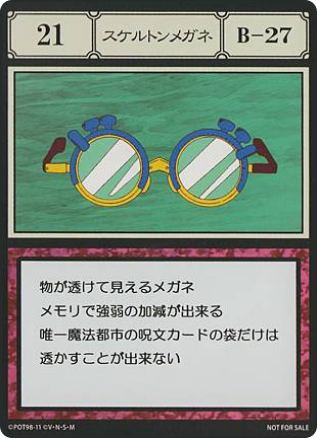 21
スケルトンメガネ
B-27
物が透けて見えるメガネ
メモリで強弱の加減が出来る
唯一魔法都市の呪文カードの袋だけは
透かすことが出来ない
©POT98-11 ©V・N・S・M
NOT FOR SALE